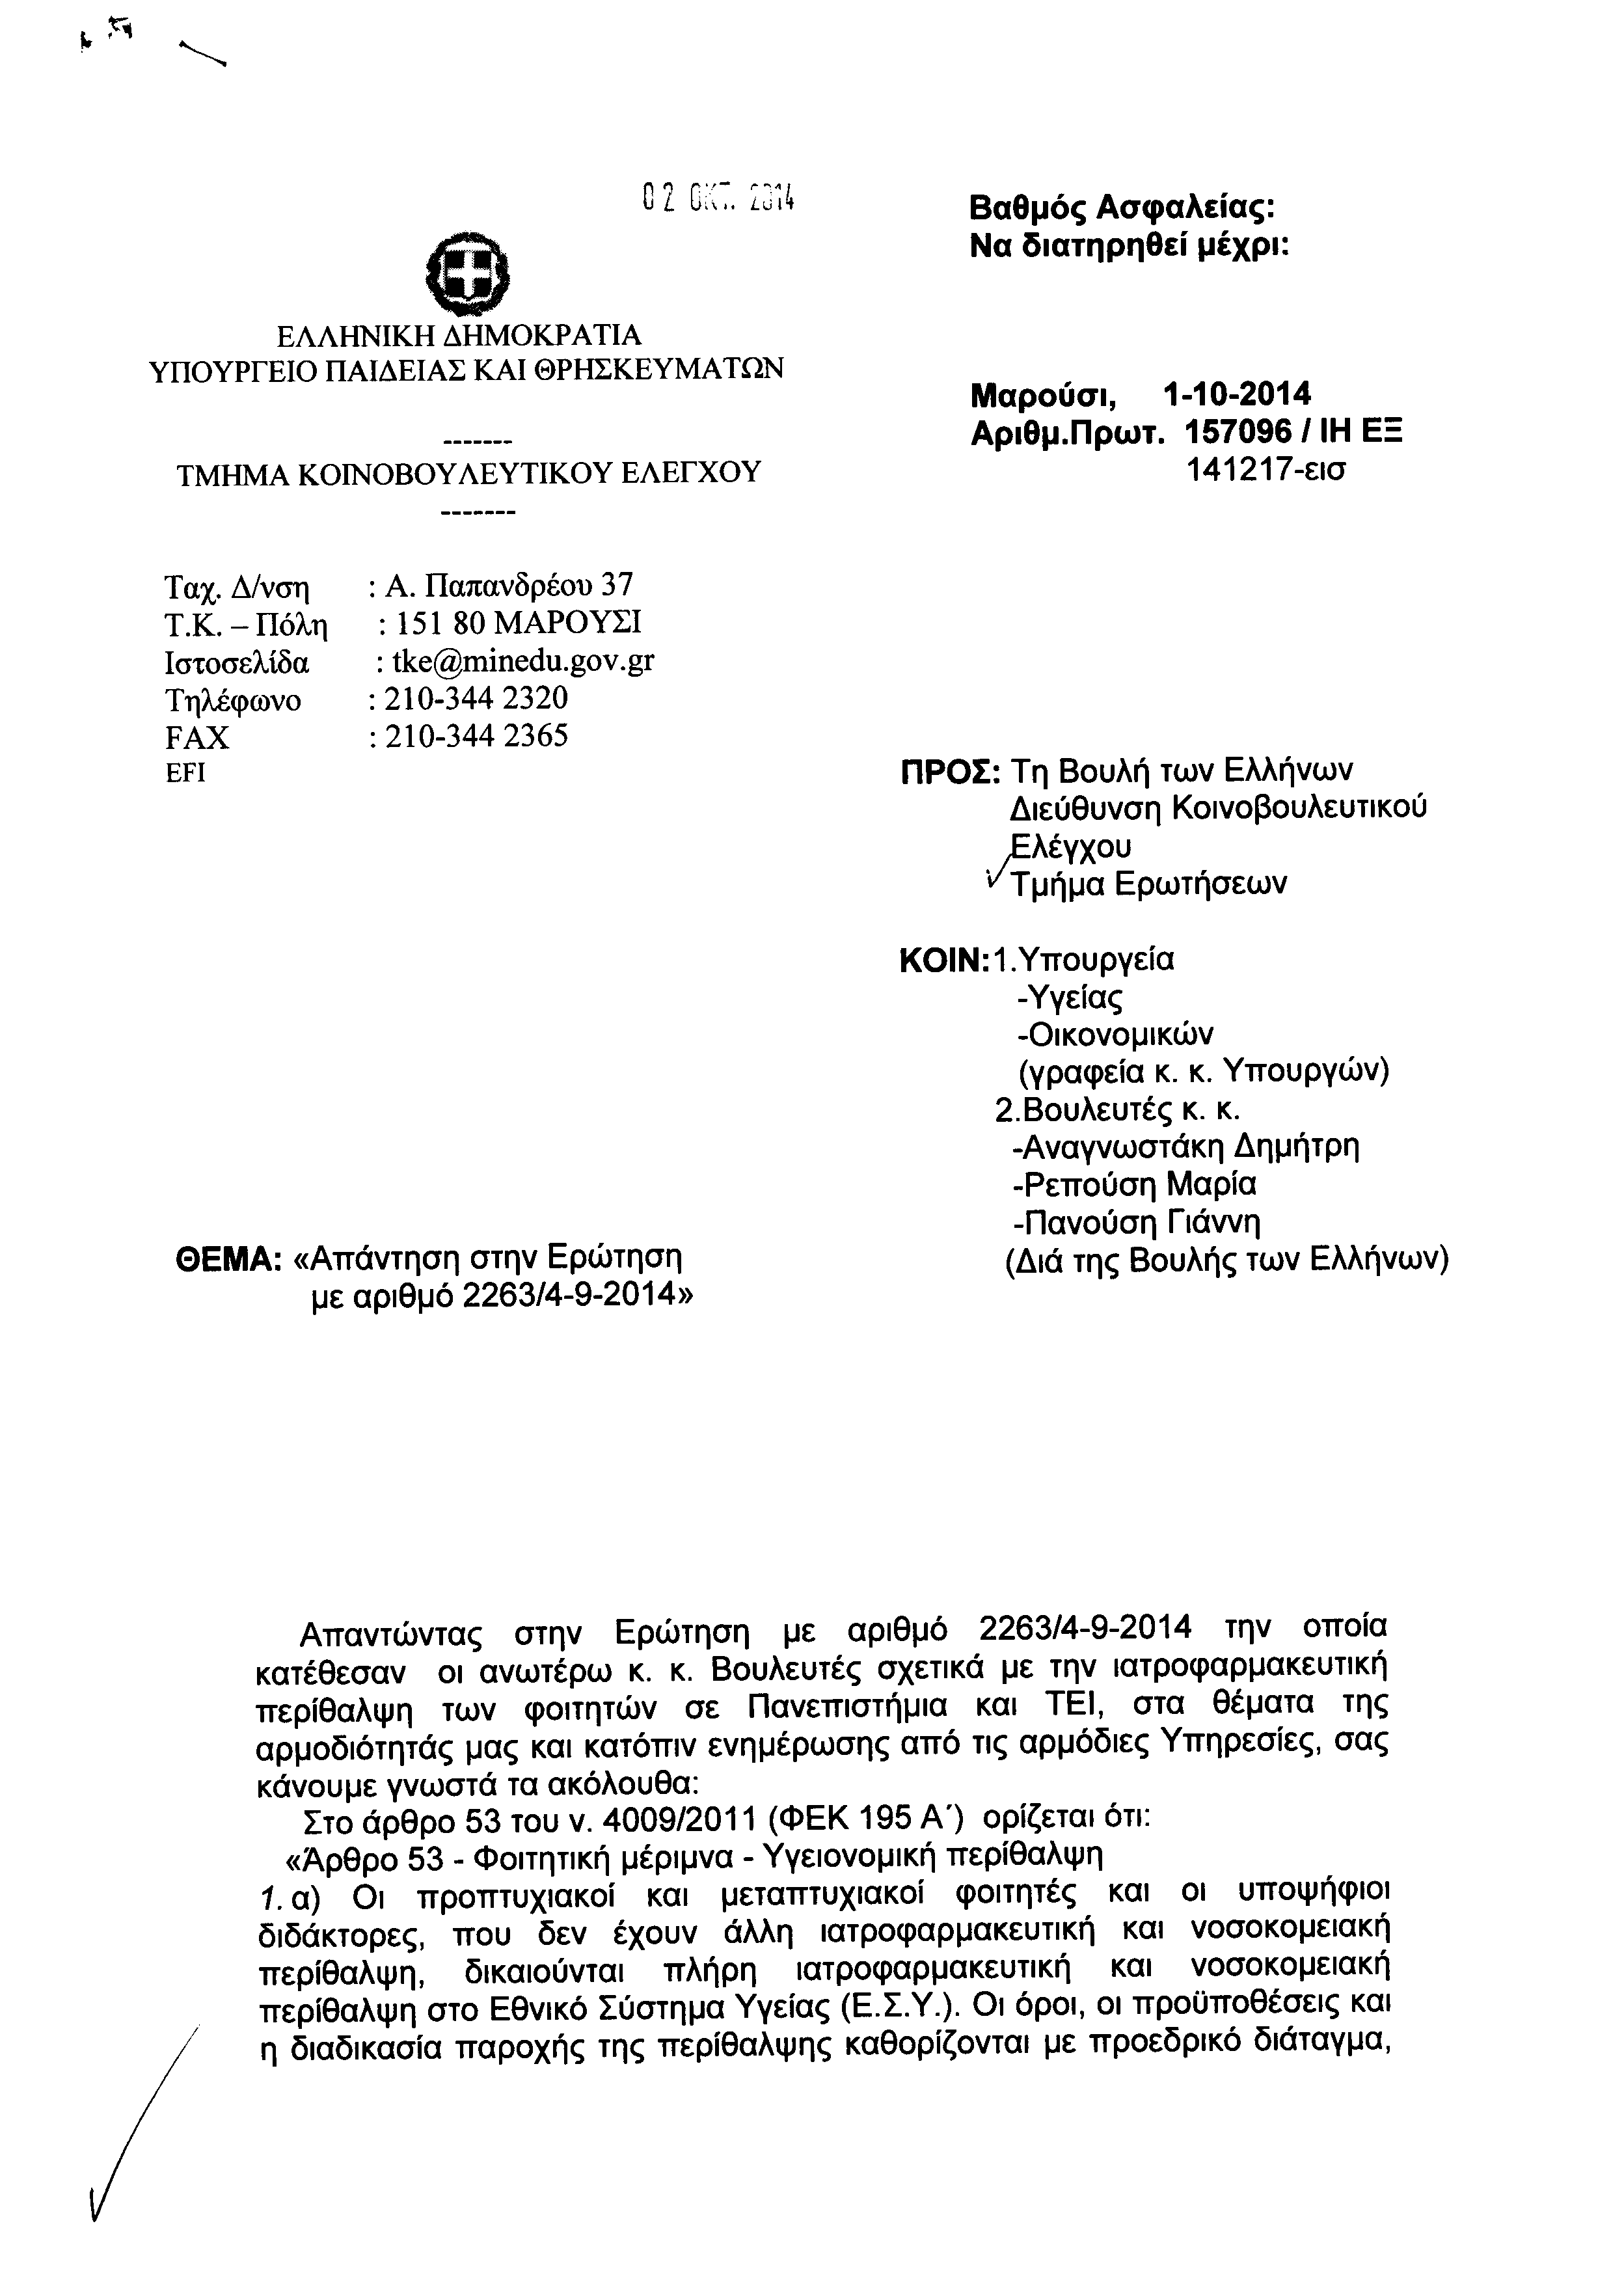 02 ΟΚΤ. 2014
Βαθμός Ασφαλείας:
Να διατηρηθεί μέχρι:
ΕΛΛΗΝΙΚΗ ΔΗΜΟΚΡΑΤΙΑ
ΥΠΟΥΡΓΕΙΟ ΠΑΙΔΕΙΑΣ ΚΑΙ ΘΡΗΣΚΕΥΜΑΤΩΝ
-------
ΤΜΗΜΑ ΚΟΙΝΟΒΟΥΛΕΥΤΙΚΟΥ ΕΛΕΓΧΟΥ
-------
Μαρούσι, 1-10-2014
Αριθμ.Πρωτ. 157096 / ΙΗ ΕΞ
141217-εισ
Ταχ. Δ/νση : Α. Παπανδρέου 37
Τ.Κ. – Πόλη : 151 80 ΜΑΡΟΥΣΙ
Ιστοσελίδα : tke@minedu.gov.gr
Τηλέφωνο : 210-344 2320
FAX : 210-344 2365
EFI
ΠΡΟΣ: Τη Βουλή των Ελλήνων
Διεύθυνση Κοινοβουλευτικού
Ελέγχου
Τμήμα Ερωτήσεων
ΚΟΙΝ:1.Υπουργεία
-Υγείας
-Οικονομικών
(γραφεία κ. κ. Υπουργών)
2.Βουλευτές κ. κ.
-Αναγνωστάκη Δημήτρη
-Ρεπούση Μαρία
-Πανούση Γιάννη
(Διά της Βουλής των Ελλήνων)
ΘΕΜΑ: «Απάντηση στην Ερώτηση
με αριθμό 2263/4-9-2014»
Απαντώντας στην Ερώτηση με αριθμό 2263/4-9-2014 την οποία
κατέθεσαν οι ανωτέρω κ. κ. Βουλευτές σχετικά με την ιατροφαρμακευτική
περίθαλψη των φοιτητών σε Πανεπιστήμια και ΤΕΙ, στα θέματα της
αρμοδιότητάς μας και κατόπιν ενημέρωσης από τις αρμόδιες Υπηρεσίες, σας
κάνουμε γνωστά τα ακόλουθα:
Στο άρθρο 53 του ν. 4009/2011 (ΦΕΚ 195 Α΄) ορίζεται ότι:
«Άρθρο 53 - Φοιτητική μέριμνα - Υγειονομική περίθαλψη
1. α) Οι προπτυχιακοί και μεταπτυχιακοί φοιτητές και οι υποψήφιοι
διδάκτορες, που δεν έχουν άλλη ιατροφαρμακευτική και νοσοκομειακή
περίθαλψη, δικαιούνται πλήρη ιατροφαρμακευτική και νοσοκομειακή
περίθαλψη στο Εθνικό Σύστημα Υγείας (Ε.Σ.Υ.). Οι όροι, οι προϋποθέσεις και
η διαδικασία παροχής της περίθαλψης καθορίζονται με προεδρικό διάταγμα,